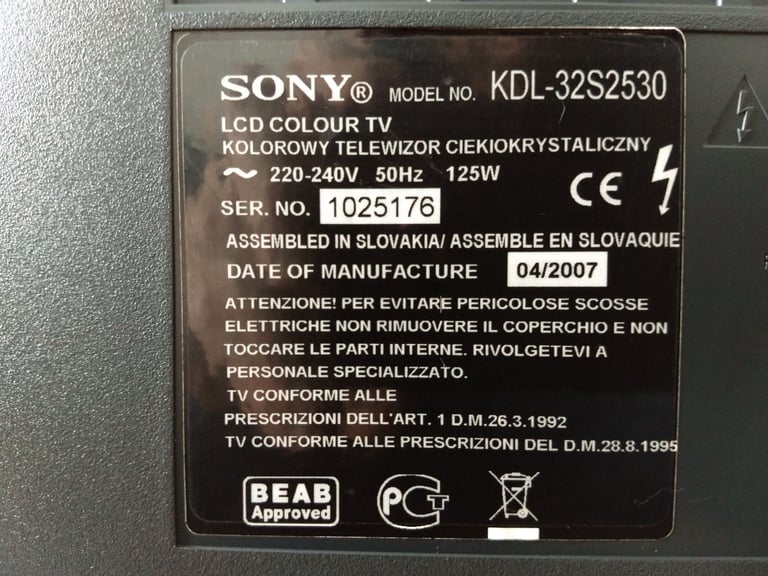 SONY® MODEL NO. KDL-32S2530
LCD COLOUR TV
KOLOROWY TELEWIZOR CIEKIOKRYSTALICZNY
~ 220-240V 50Hz 125W
CE
SER. NO. 1025176
ASSEMBLED IN SLOVAKIA/ ASSEMBLE EN SLOVAQUIE
DATE OF MANUFACTURE 04/2007
ATTENZIONE! PER EVITARE PERICOLOSE SCOSSE
ELETTRICHE NON RIMUOVERE IL COPERCHIO E NON
TOCCARE LE PARTI INTERNE. RIVOLGETEVI A
PERSONALE SPECIALIZZATO.
TV CONFORME ALLE
PRESCRIZIONI DELL'ART. 1 D.M.26.3.1992
TV CONFORME ALLE PRESCRIZIONI DEL D.M.28.8.1995
BEAB
Approved
PCT